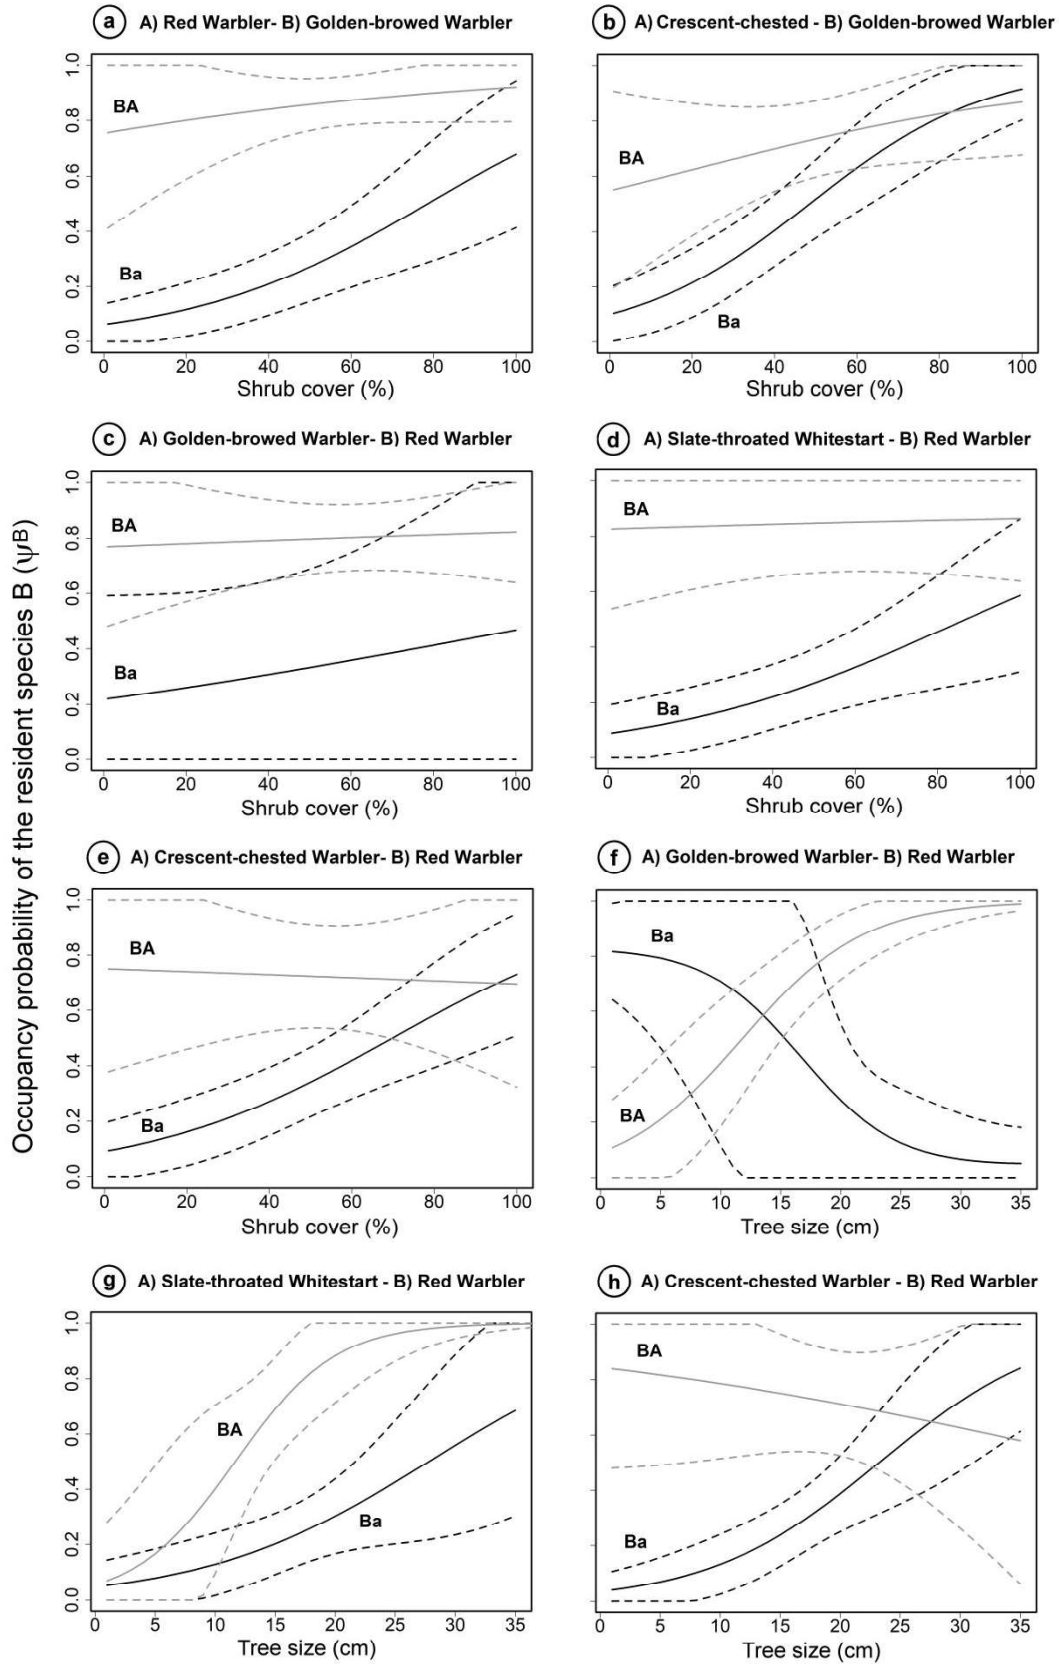 a A) Red Warbler- B) Golden-browed Warbler
1.0
0.8
0.6
0.4
0.2
0.0
BA
Ba
0 20 40 60 80 100
Shrub cover (%)
b A) Crescent-chested - B) Golden-browed Warbler
BA
Ba
0 20 40 60 80 100
Shrub cover (%)
c A) Golden-browed Warbler- B) Red Warbler
1.0
0.8
0.6
0.4
0.2
0.0
BA
Ba
0 20 40 60 80 100
Shrub cover (%)
d A) Slate-throated Whitestart - B) Red Warbler
BA
Ba
0 20 40 60 80 100
Shrub cover (%)
Occupancy probability of the resident species B (ψᴮ)
e A) Crescent-chested Warbler- B) Red Warbler
1.0
0.8
0.6
0.4
0.2
0.0
BA
Ba
0 20 40 60 80 100
Shrub cover (%)
f A) Golden-browed Warbler- B) Red Warbler
Ba
BA
0 5 10 15 20 25 30 35
Tree size (cm)
g A) Slate-throated Whitestart - B) Red Warbler
1.0
0.8
0.6
0.4
0.2
0.0
BA
Ba
0 5 10 15 20 25 30 35
Tree size (cm)
h A) Crescent-chested Warbler - B) Red Warbler
BA
Ba
0 5 10 15 20 25 30 35
Tree size (cm)